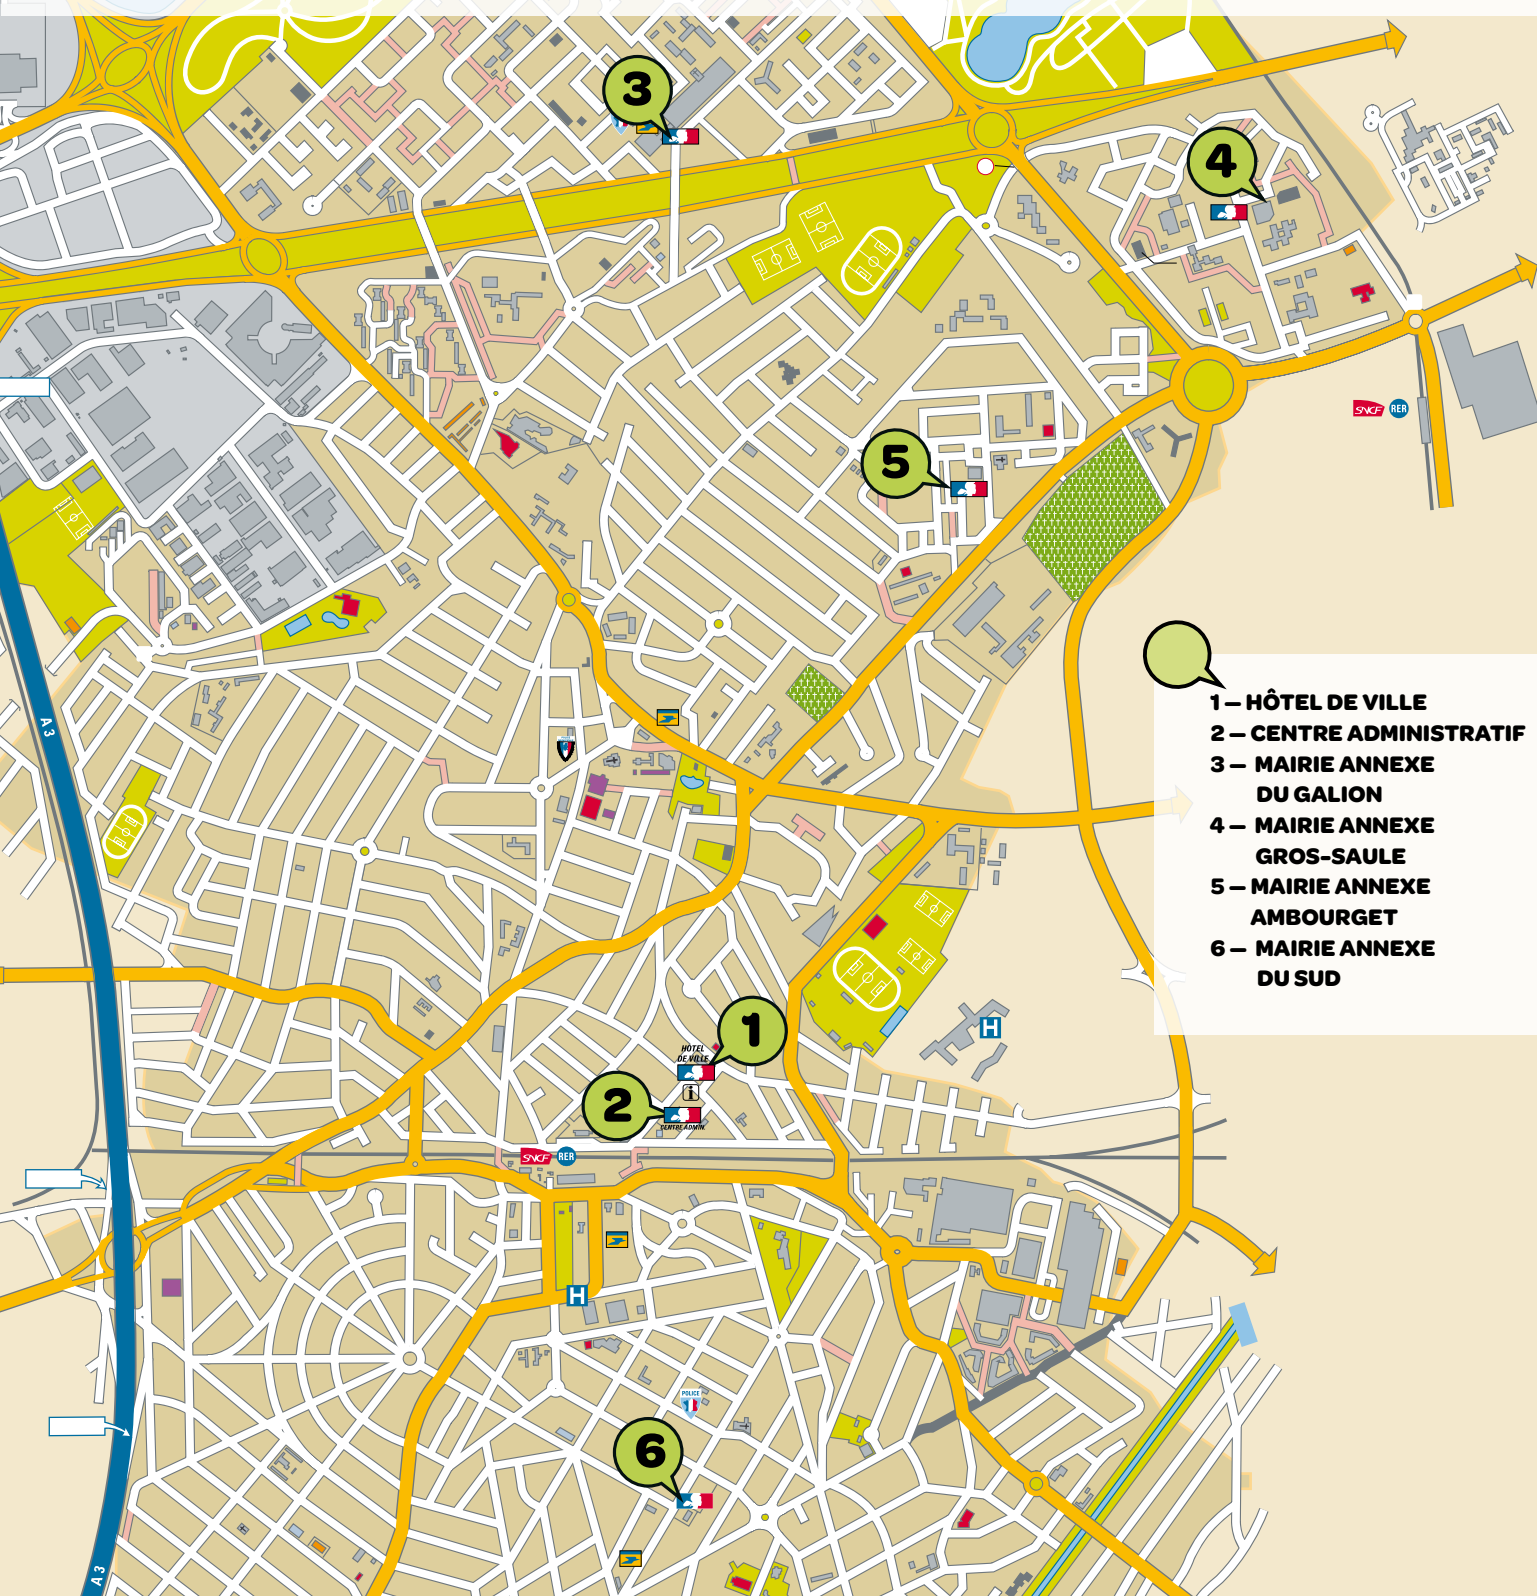 3
4
5
SNCF RER
A3
1 – HÔTEL DE VILLE
2 – CENTRE ADMINISTRATIF
3 – MAIRIE ANNEXE
DU GALION
4 – MAIRIE ANNEXE
GROS-SAULE
5 – MAIRIE ANNEXE
AMBOURGET
6 – MAIRIE ANNEXE
DU SUD
H
1
HÔTEL
DE VILLE
i
2
CENTRE ADMIN.
SNCF RER
H
POLICE
6
A3